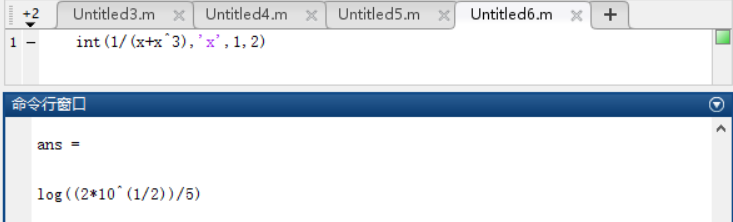 +2 Untitled3.m Untitled4.m Untitled5.m Untitled6.m +
1 — int(1/(x+x^3),'x',1,2)
命令行窗口
ans =
log((2*10^(1/2))/5)